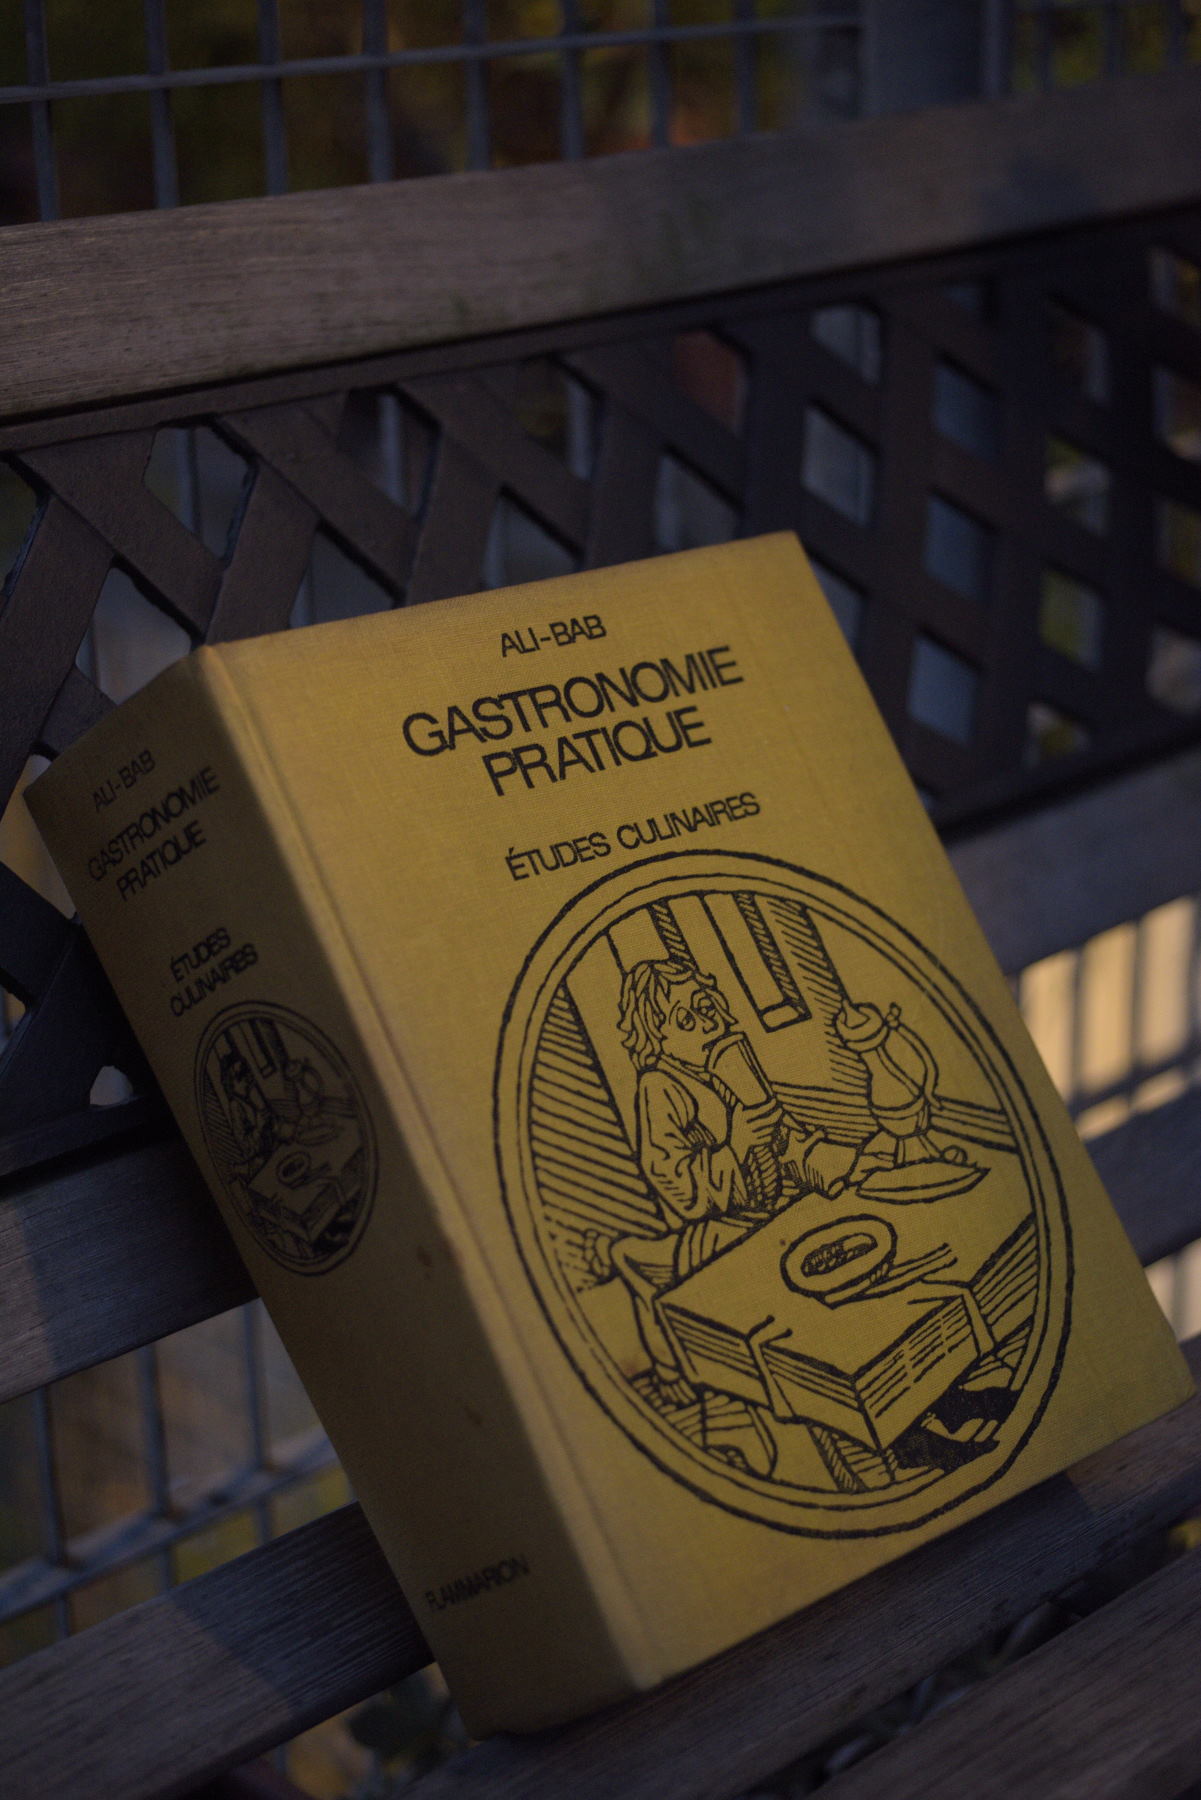 ALI-BAB
GASTRONOMIE
PRATIQUE
ÉTUDES CULINAIRES
ALI-BAB
GASTRONOMIE
PRATIQUE
ÉTUDES
CULINAIRES
FLAMMARION